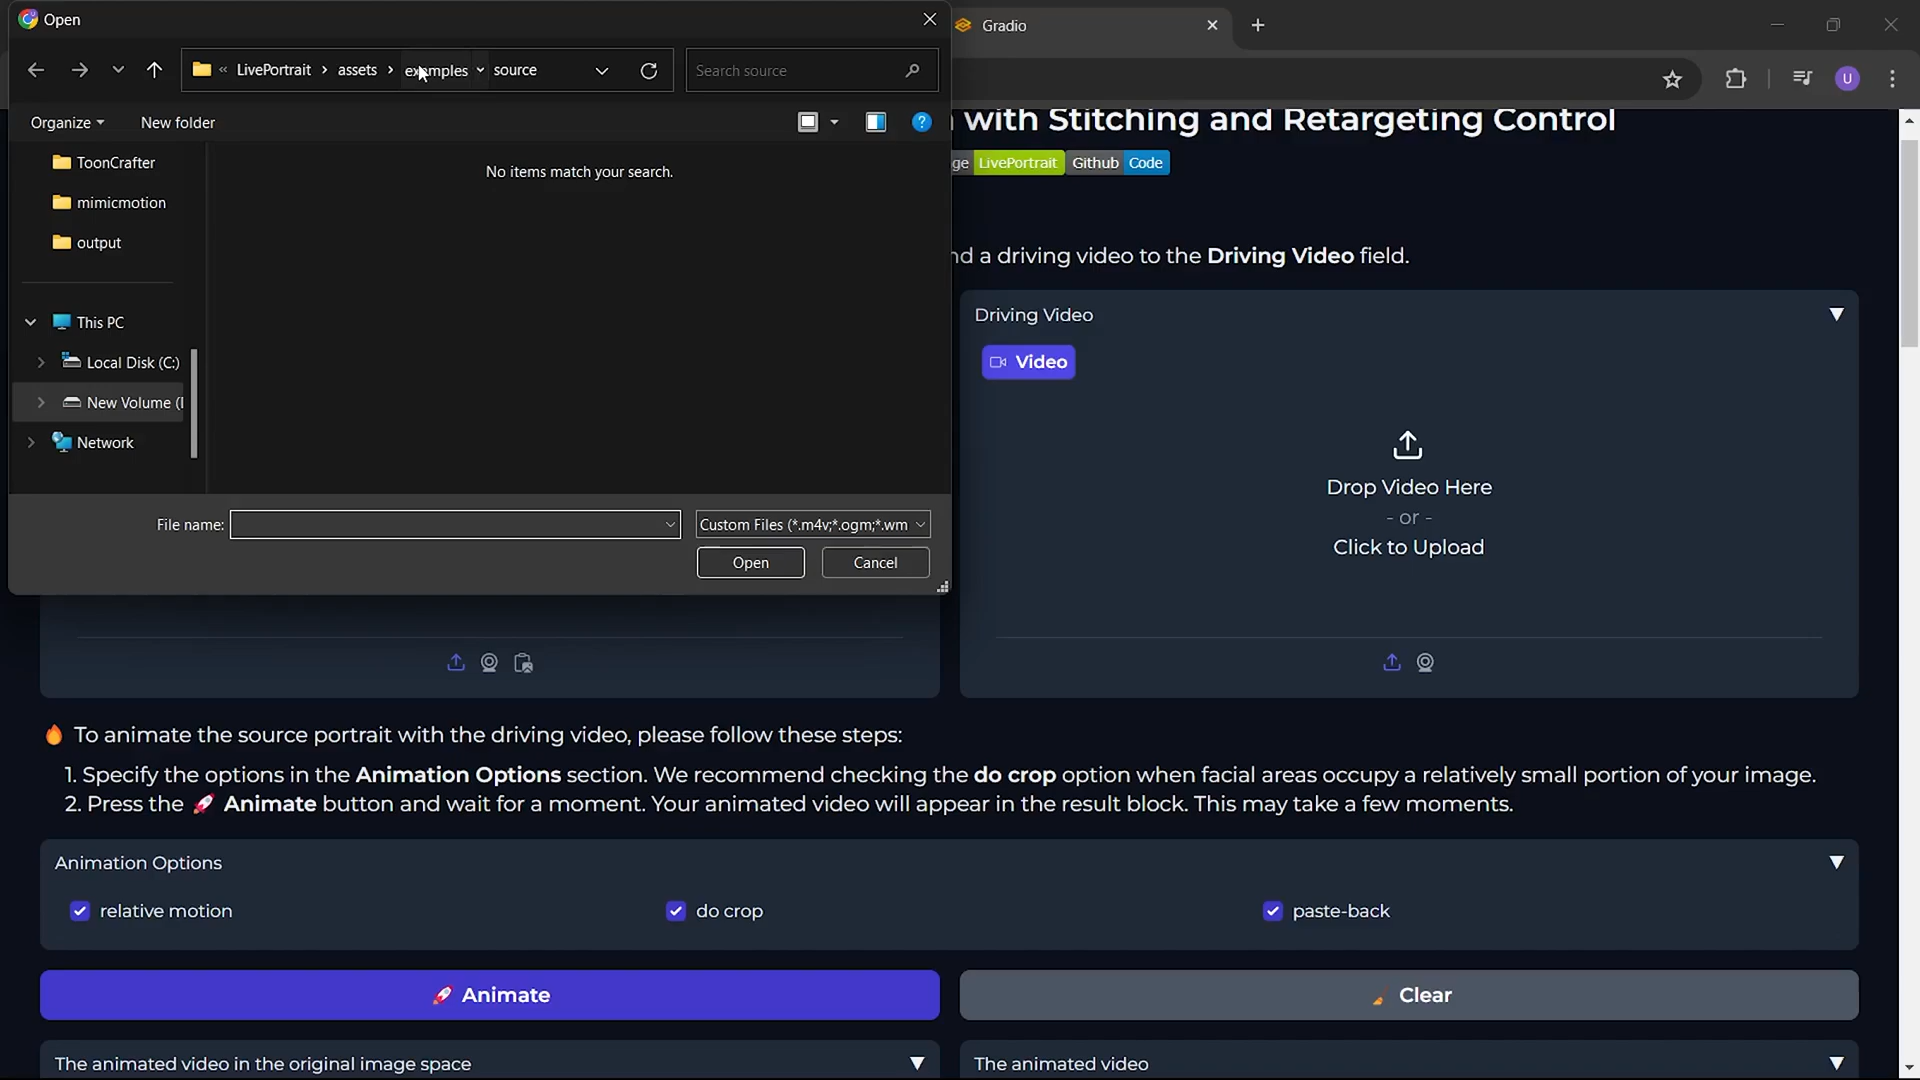 Open
LivePortrait > assets > examples source
Search source
Organize
New folder
ToonCrafter
mimicmotion
output
This PC
Local Disk (C:)
New Volume (
Network
No items match your search.
File name:
Custom Files (*.m4v;*.ogm;*.wm
Open
Cancel
Gradio
U
with Stitching and Retargeting Control
ge LivePortrait Github Code
nd a driving video to the Driving Video field.
Driving Video
Video
Drop Video Here
- or -
Click to Upload
To animate the source portrait with the driving video, please follow these steps:
1. Specify the options in the Animation Options section. We recommend checking the do crop option when facial areas occupy a relatively small portion of your image.
2. Press the 🚀 Animate button and wait for a moment. Your animated video will appear in the result block. This may take a few moments.
Animation Options
relative motion
do crop
paste-back
Animate
Clear
The animated video in the original image space
The animated video